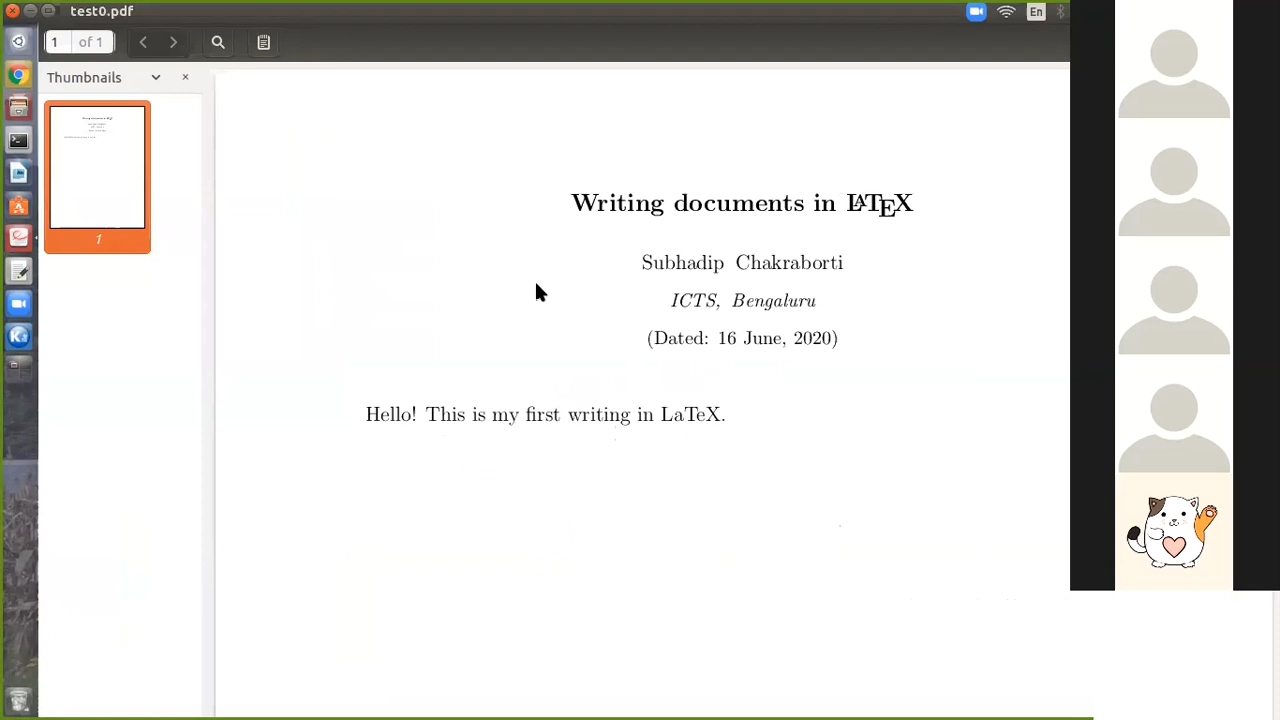 test0.pdf
En
1 of 1
Thumbnails
1
Writing documents in LATEX
Subhadip Chakraborti
ICTS, Bengaluru
(Dated: 16 June, 2020)
Hello! This is my first writing in LaTeX.